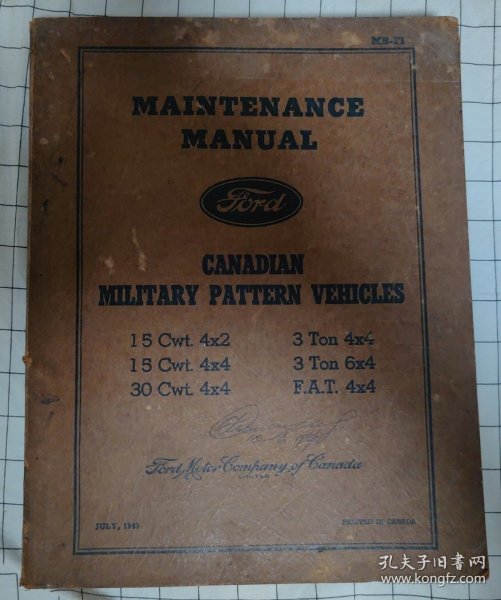 MAINTENANCE
MANUAL
Ford
CANADIAN
MILITARY PATTERN VEHICLES
15 Cwt. 4x2 3 Ton 4x4
15 Cwt. 4x4 3 Ton 6x4
30 Cwt. 4x4 F.A.T. 4x4
Ford Motor Company of Canada
LIMITED
JULY, PRINTED IN CANADA
孔夫子旧书网
www.kongfz.com